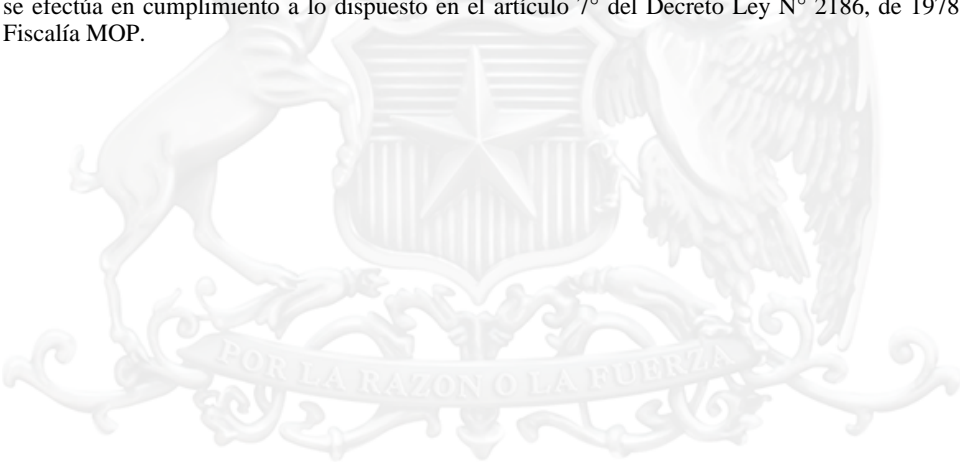 se efectúa en cumplimiento a lo dispuesto en el artículo 7° del Decreto Ley N° 2186, de 1978
Fiscalía MOP.
POR LA RAZON O LA FUERZA